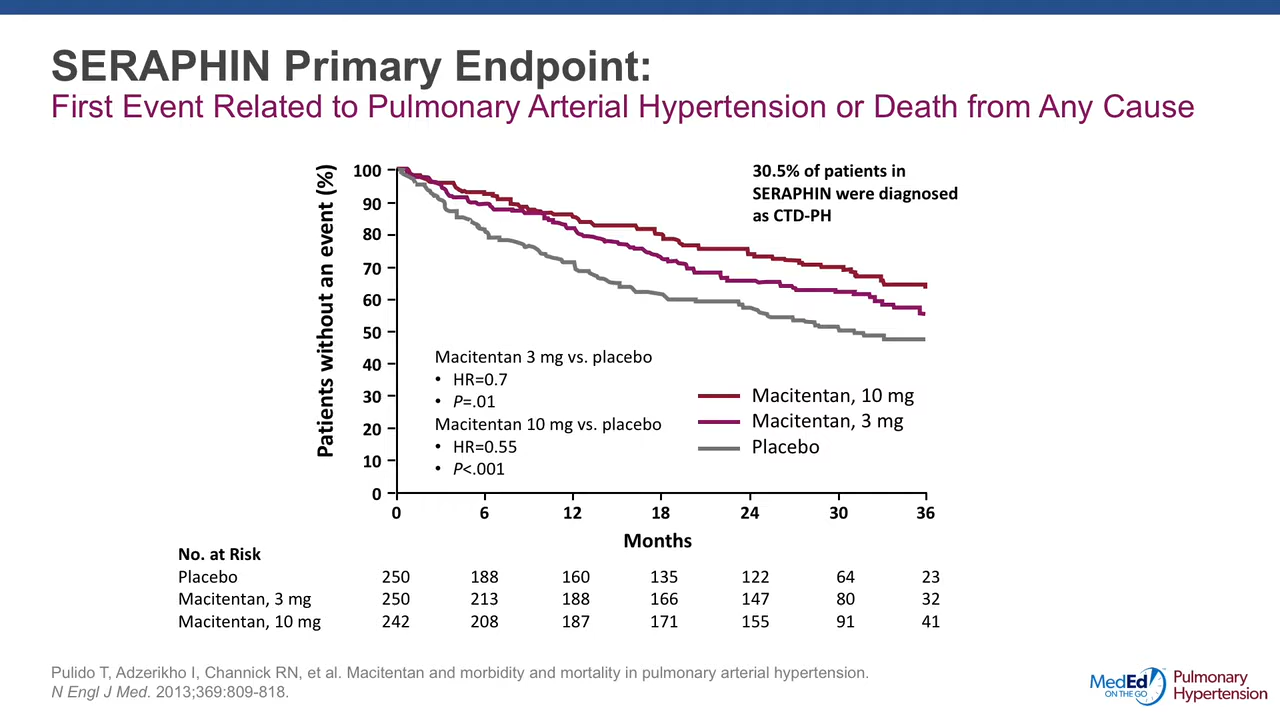 SERAPHIN Primary Endpoint:
First Event Related to Pulmonary Arterial Hypertension or Death from Any Cause
Patients without an event (%)
100
90
80
70
60
50
40
30
20
10
0
30.5% of patients in
SERAPHIN were diagnosed
as CTD-PH
Macitentan 3 mg vs. placebo
• HR=0.7
• P=.01
Macitentan 10 mg vs. placebo
• HR=0.55
• P<.001
Macitentan, 10 mg
Macitentan, 3 mg
Placebo
0 6 12 18 24 30 36
Months
No. at Risk
Placebo 250 188 160 135 122 64 23
Macitentan, 3 mg 250 213 188 166 147 80 32
Macitentan, 10 mg 242 208 187 171 155 91 41
Pulido T, Adzerikho I, Channick RN, et al. Macitentan and morbidity and mortality in pulmonary arterial hypertension.
N Engl J Med. 2013;369:809-818.
MedEd
ON THE GO
Pulmonary
Hypertension